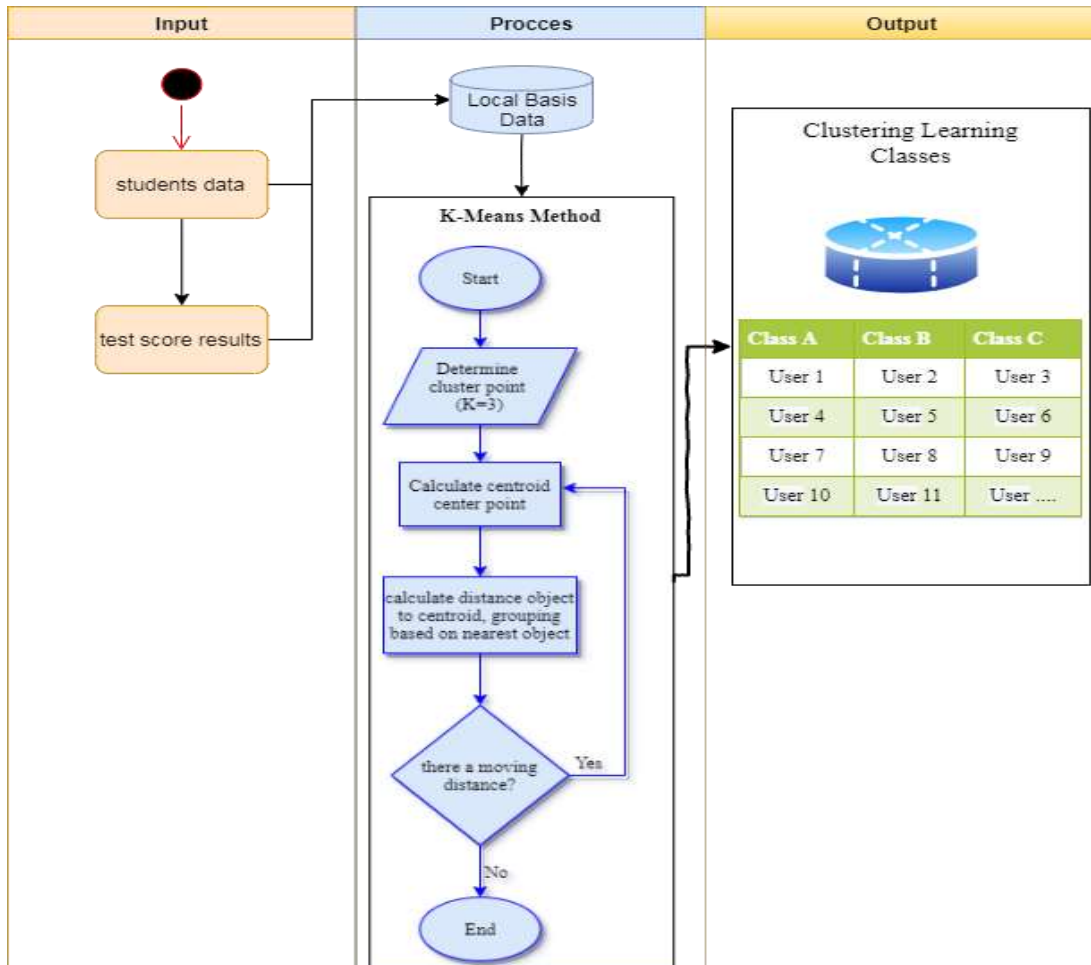 Input
Procces
Output
students data
test score results
Local Basis
Data
K-Means Method
Start
Determine
cluster point
(K=3)
Calculate centroid
center point
calculate distance object
to centroid, grouping
based on nearest object
there a moving
distance?
Yes
No
End
Clustering Learning
Classes
Class A Class B Class C
User 1 User 2 User 3
User 4 User 5 User 6
User 7 User 8 User 9
User 10 User 11 User ....